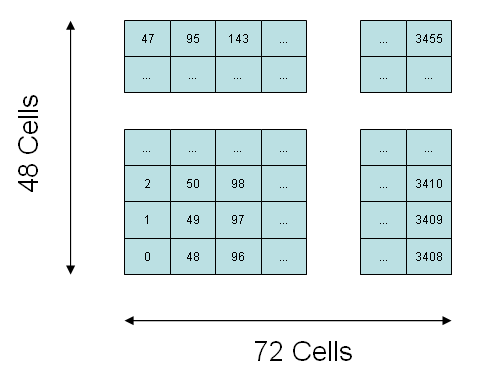 47 95 143 ... ... 3455
... ... ... ... ... ...
48 Cells
... ... ... ... ... ...
2 50 98 ... ... 3410
1 49 97 ... ... 3409
0 48 96 ... ... 3408
72 Cells